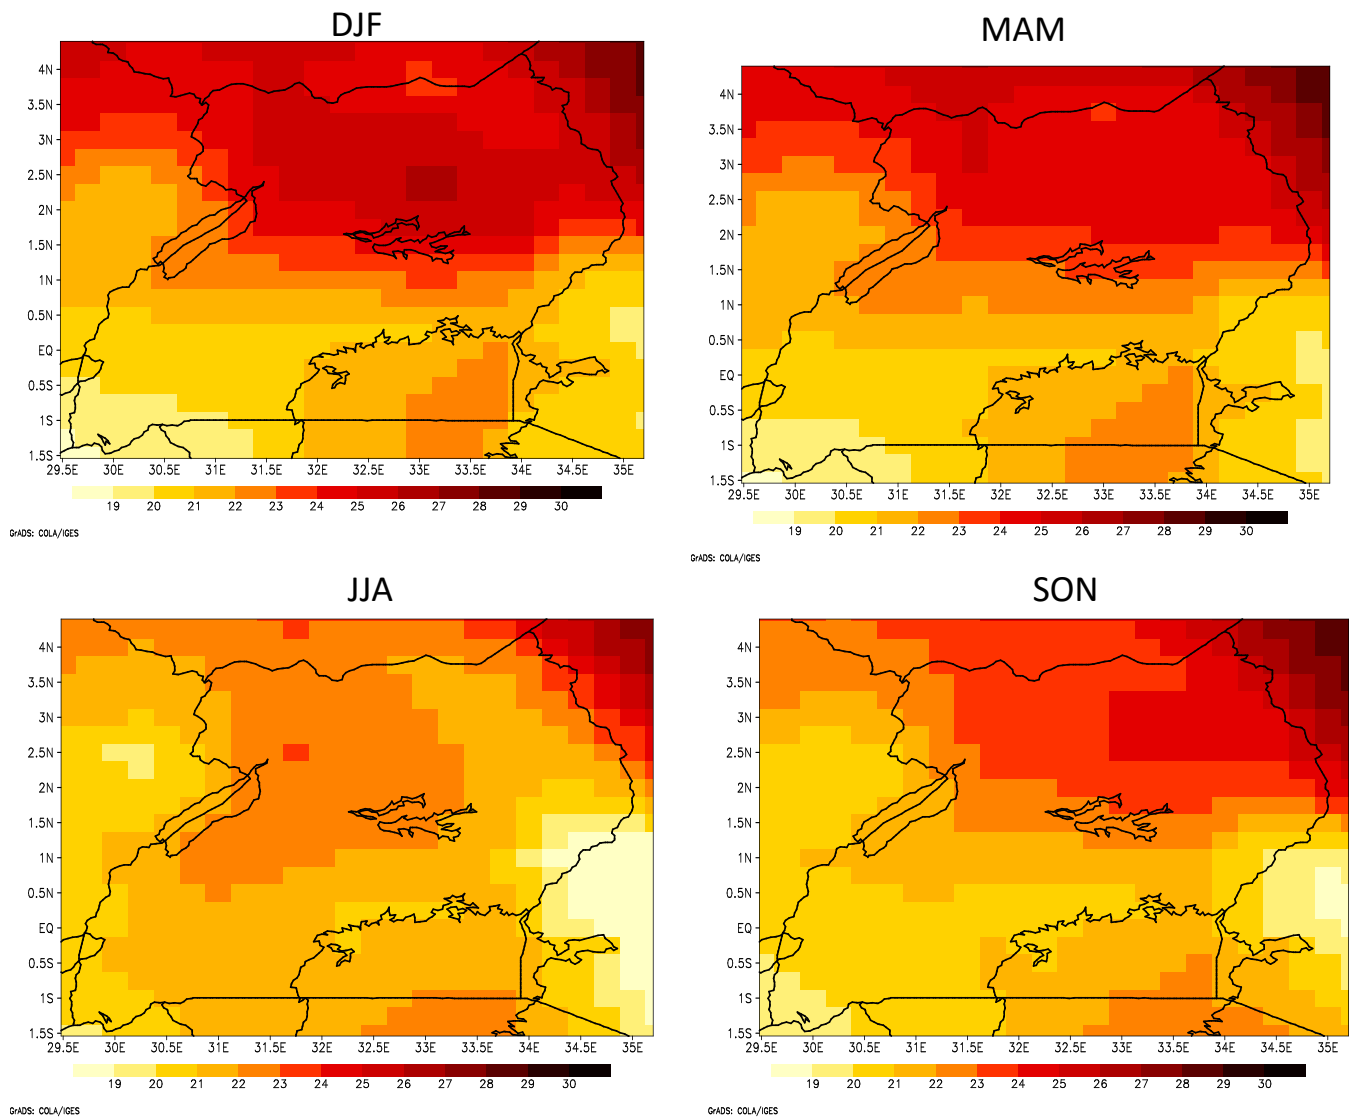 DJF
4N
3.5N
3N
2.5N
2N
1.5N
1N
0.5N
EQ
0.5S
1S
1.5S
29.5E 30E 30.5E 31E 31.5E 32E 32.5E 33E 33.5E 34E 34.5E 35E
19 20 21 22 23 24 25 26 27 28 29 30
GrADS: COLA/IGES
MAM
4N
3.5N
3N
2.5N
2N
1.5N
1N
0.5N
EQ
0.5S
1S
1.5S
29.5E 30E 30.5E 31E 31.5E 32E 32.5E 33E 33.5E 34E 34.5E 35E
19 20 21 22 23 24 25 26 27 28 29 30
GrADS: COLA/IGES
JJA
4N
3.5N
3N
2.5N
2N
1.5N
1N
0.5N
EQ
0.5S
1S
1.5S
29.5E 30E 30.5E 31E 31.5E 32E 32.5E 33E 33.5E 34E 34.5E 35E
19 20 21 22 23 24 25 26 27 28 29 30
GrADS: COLA/IGES
SON
4N
3.5N
3N
2.5N
2N
1.5N
1N
0.5N
EQ
0.5S
1S
1.5S
29.5E 30E 30.5E 31E 31.5E 32E 32.5E 33E 33.5E 34E 34.5E 35E
19 20 21 22 23 24 25 26 27 28 29 30
GrADS: COLA/IGES